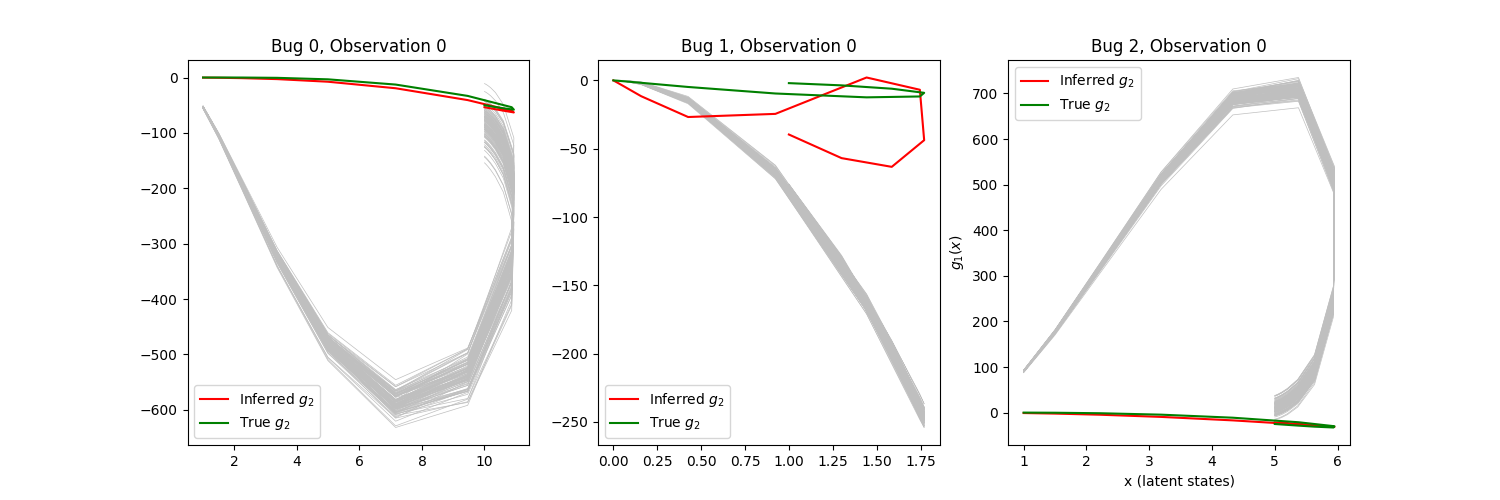 Bug 0, Observation 0
0
−100
−200
−300
−400
−500
−600
2 4 6 8 10
Inferred g₂
True g₂
Bug 1, Observation 0
0
−50
−100
−150
−200
−250
0.00 0.25 0.50 0.75 1.00 1.25 1.50 1.75
Inferred g₂
True g₂
Bug 2, Observation 0
Inferred g₂
True g₂
700
600
500
400
300
200
100
0
g₁(x)
1 2 3 4 5 6
x (latent states)